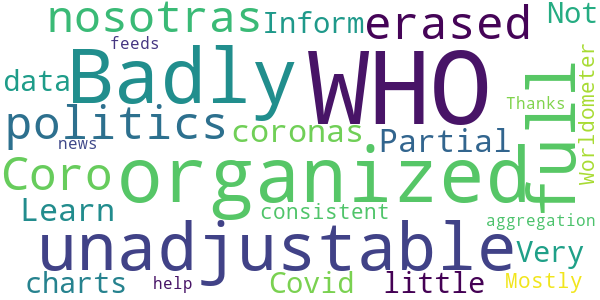 nosotras
Inform
erased
Not
feeds
data
Badly
WHO
full
Worldometer
Thanks
politics
news
coronas
Partial
Coro
organized
Learn
consistent
aggregation
unadjustable
Very
charts
help
Covid
little
Mostly